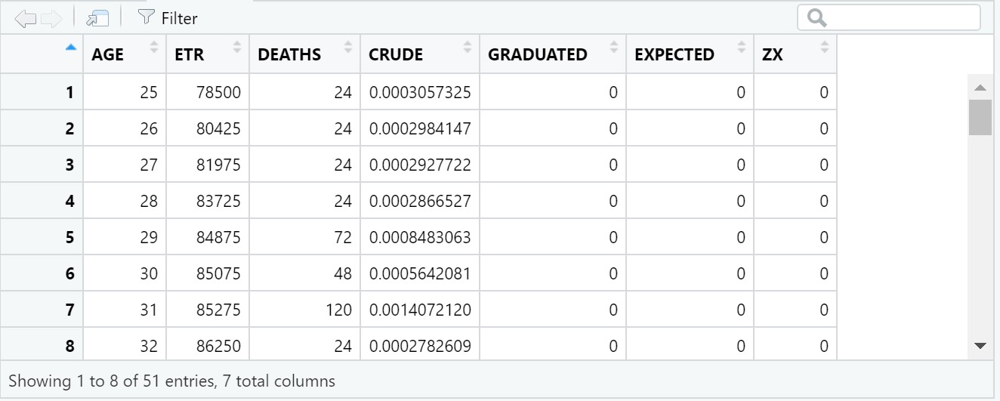 Filter
AGE ETR DEATHS CRUDE GRADUATED EXPECTED ZX
1 25 78500 24 0.0003057325 0 0 0
2 26 80425 24 0.0002984147 0 0 0
3 27 81975 24 0.0002927722 0 0 0
4 28 83725 24 0.0002866527 0 0 0
5 29 84875 72 0.0008483063 0 0 0
6 30 85075 48 0.0005642081 0 0 0
7 31 85275 120 0.0014072120 0 0 0
8 32 86250 24 0.0002782609 0 0 0
Showing 1 to 8 of 51 entries, 7 total columns